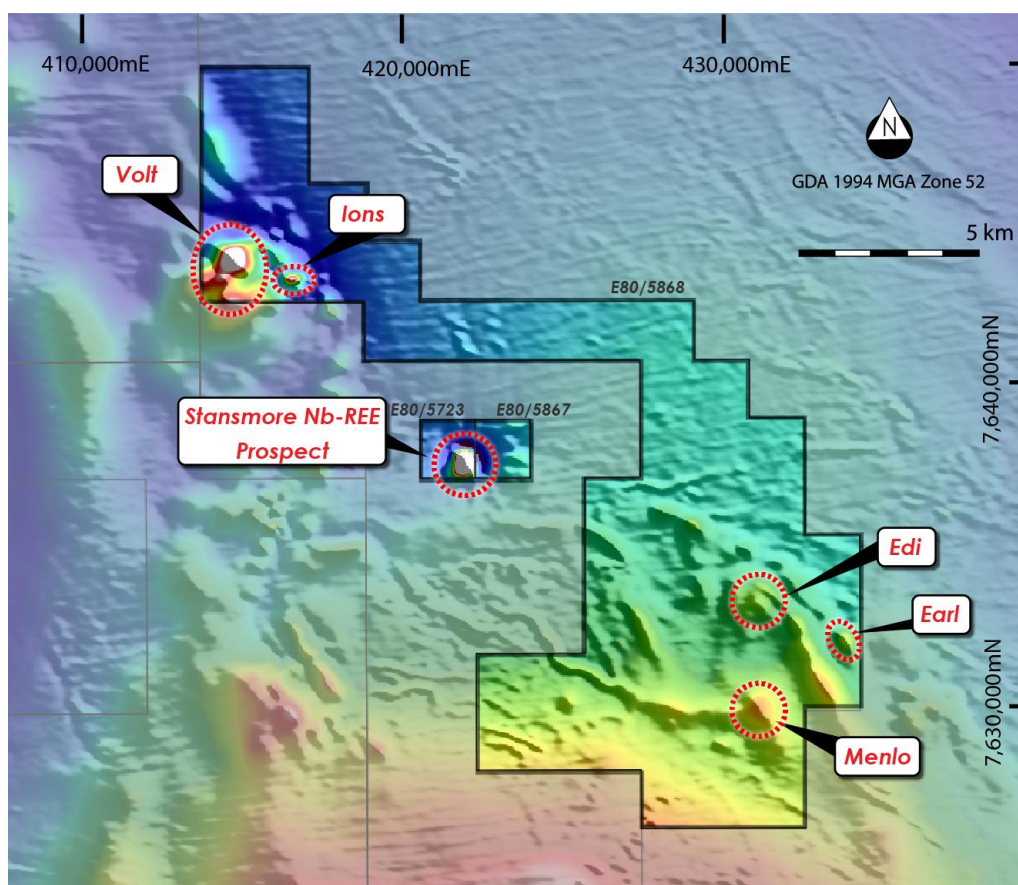 410,000mE
420,000mE
430,000mE
N
GDA 1994 MGA Zone 52
5 km
Volt
Ions
E80/5868
7,640,000mN
E80/5723
E80/5867
Stansmore Nb-REE
Prospect
Edi
Earl
7,630,000mN
Menlo